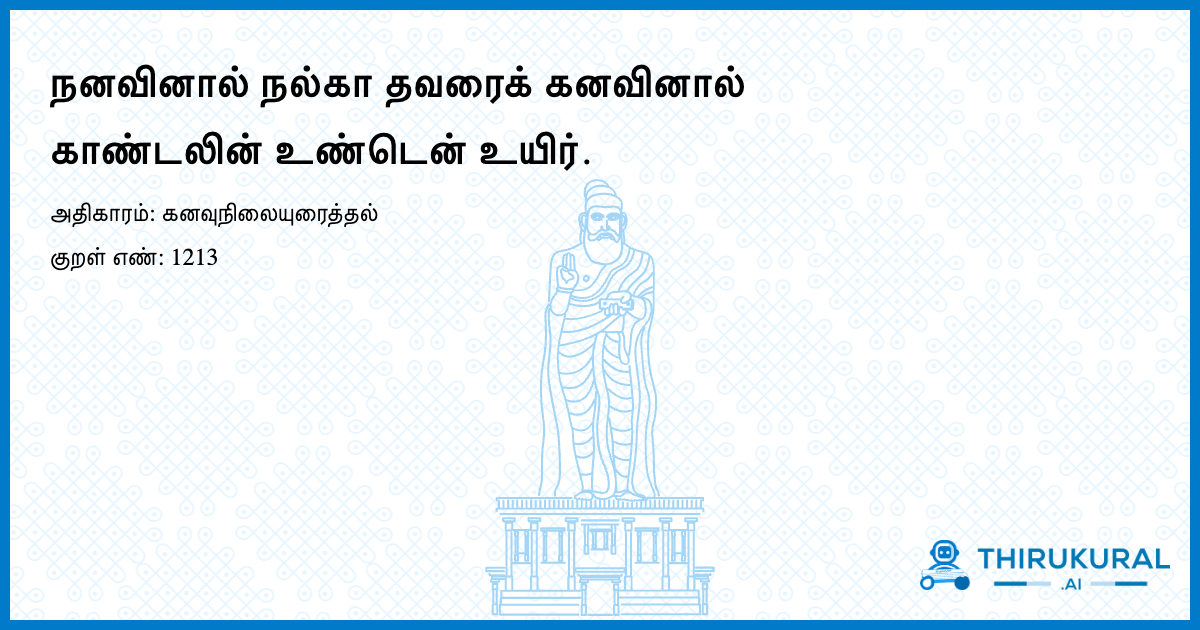 நனவினால் நல்கா தவரைக் கனவினால்
காண்டலின் உண்டென் உயிர்.
அதிகாரம்: கனவுநிலையுரைத்தல்
குறள் எண்: 1213
THIRUKURAL
.AI